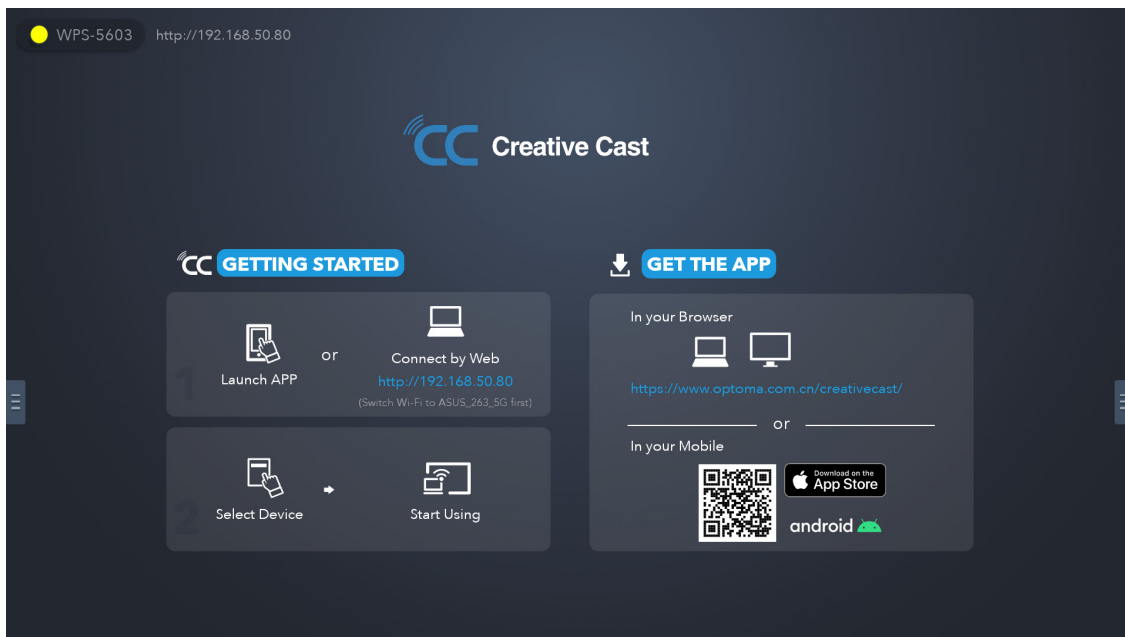 WPS-5603 http://192.168.50.80
CC Creative Cast
CC GETTING STARTED
1
Launch APP
or
Connect by Web
http://192.168.50.80
(Switch Wi-Fi to ASUS_263_5G first)
2
Select Device
Start Using
GET THE APP
In your Browser
https://www.optoma.com.cn/creativecast/
or
In your Mobile
Download on the
App Store
android